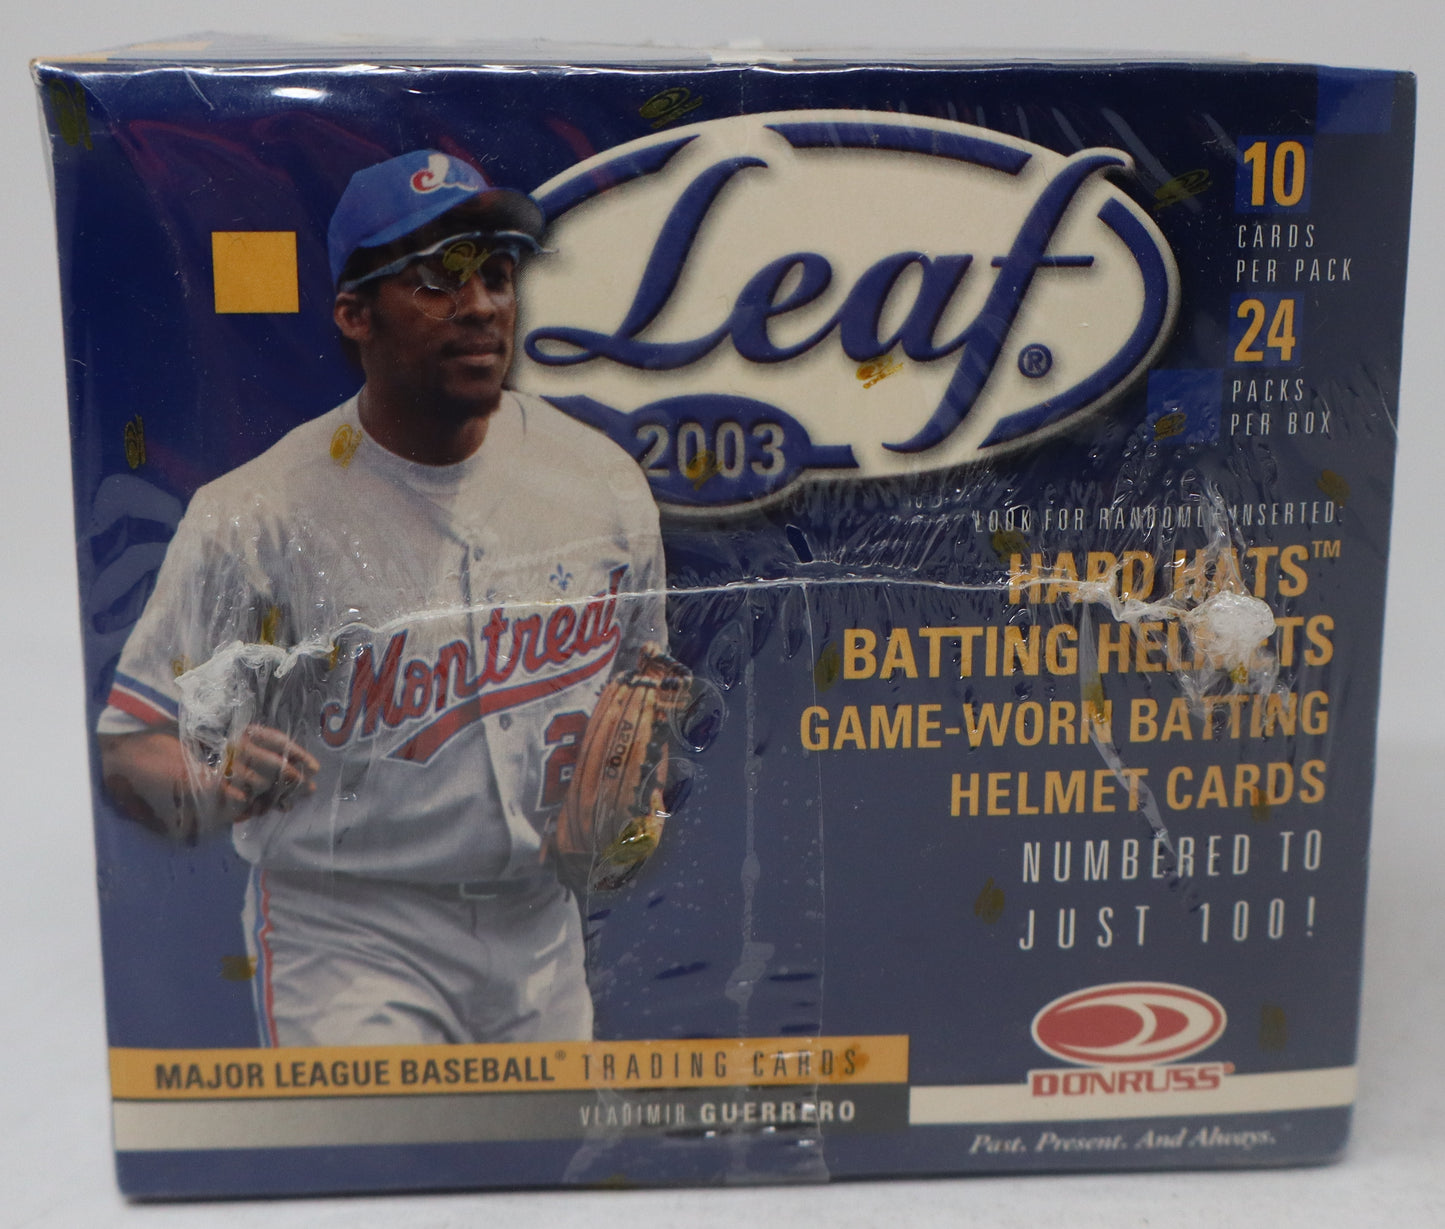 Leaf®
2003
10
CARDS
PER PACK
24
PACKS
PER BOX
LOOK FOR RANDOMLY INSERTED:
HARD HATS™
BATTING HELMETS
GAME-WORN BATTING
HELMET CARDS
NUMBERED TO
JUST 100!
Montreal
2
MAJOR LEAGUE BASEBALL® TRADING CARDS
VLADIMIR GUERRERO
DONRUSS®
Past. Present. And Always.